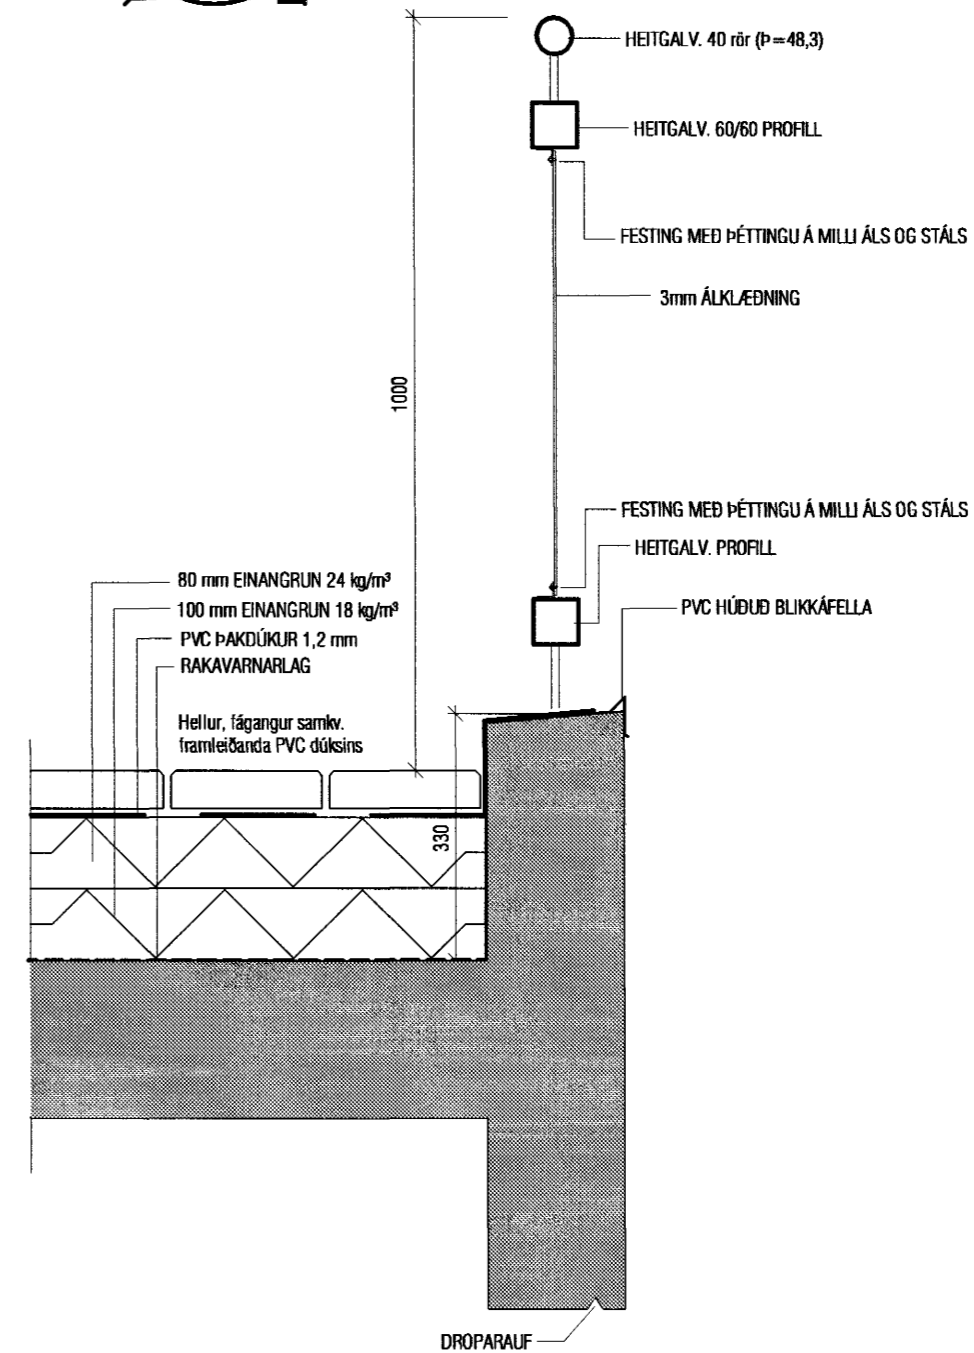 HEITGALV. 40 rör (Þ=48,3)
HEITGALV. 60/60 PROFILL
FESTING MEÐ ÞÉTTINGU Á MILLI ÁLS OG STÁLS
3mm ÁLKLÆÐNING
1000
FESTING MEÐ ÞÉTTINGU Á MILLI ÁLS OG STÁLS
HEITGALV. PROFILL
PVC HÚÐUÐ BLIKKÁFELLA
80 mm EINANGRUN 24 kg/m³
100 mm EINANGRUN 18 kg/m³
PVC ÞAKDÚKUR 1,2 mm
RAKAVARNARLAG
Hellur, fágangur samkv.
framleiðanda PVC dúksins
330
DROPARAUF